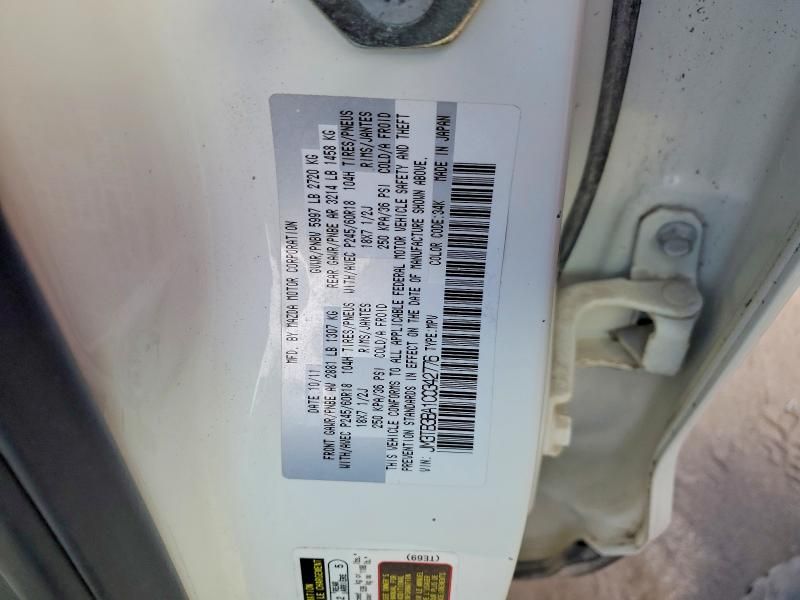 MFD. BY MAZDA MOTOR CORPORATION
DATE 10/11 GVWR/PNBV 5997 LB 2720 KG
FRONT GAWR/PNBE AV 2881 LB 1307 KG REAR GAWR/PNBE AR 3214 LB 1458 KG
WITH/AVEC P245/60R18 104H TIRES/PNEUS WITH/AVEC P245/60R18 104H TIRES/PNEUS
18X7 1/2J RIMS/JANTES 18X7 1/2J RIMS/JANTES
250 KPA/36 PSI COLD/A FROID 250 KPA/36 PSI COLD/A FROID
THIS VEHICLE CONFORMS TO ALL APPLICABLE FEDERAL MOTOR VEHICLE SAFETY AND THEFT
PREVENTION STANDARDS IN EFFECT ON THE DATE OF MANUFACTURE SHOWN ABOVE.
VIN: JM3TB3BA1C0342776 TYPE:MPV COLOR CODE:34K MADE IN JAPAN
REAR
ARRIERE 5
(TE69)